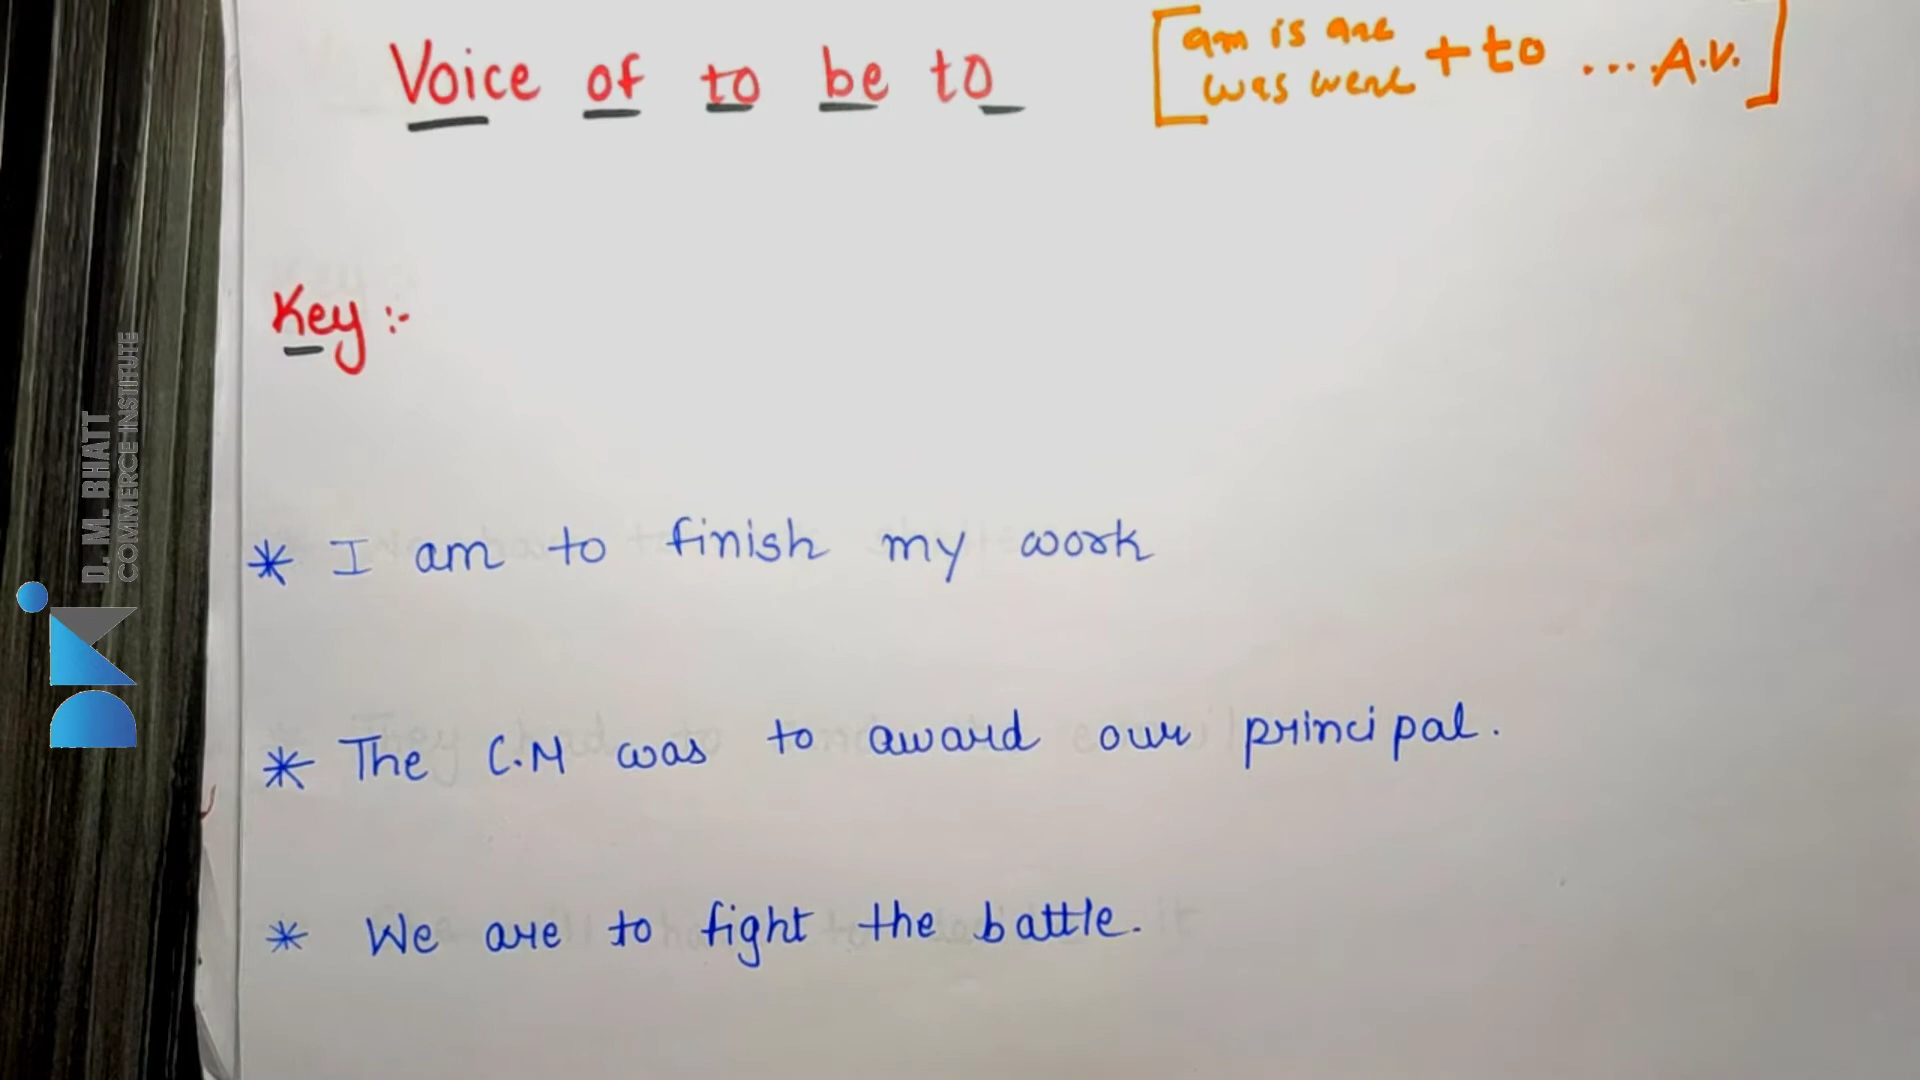 Voice of to be to
am is are
was were + to .... A.V.
Key :-
* I am to finish my work
* The C.M was to award our principal.
* We are to fight the battle.
D. M. BHATT
COMMERCE INSTITUTE